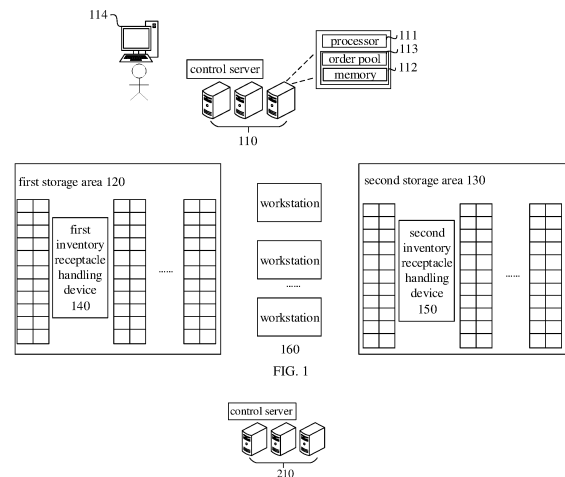 114
control server
110
processor
order pool
memory
111
113
112
first storage area 120
first
inventory
receptacle
handling
device
140
......
workstation
workstation
......
workstation
160
second storage area 130
second
inventory
receptacle
handling
device
150
......
FIG. 1
control server
210